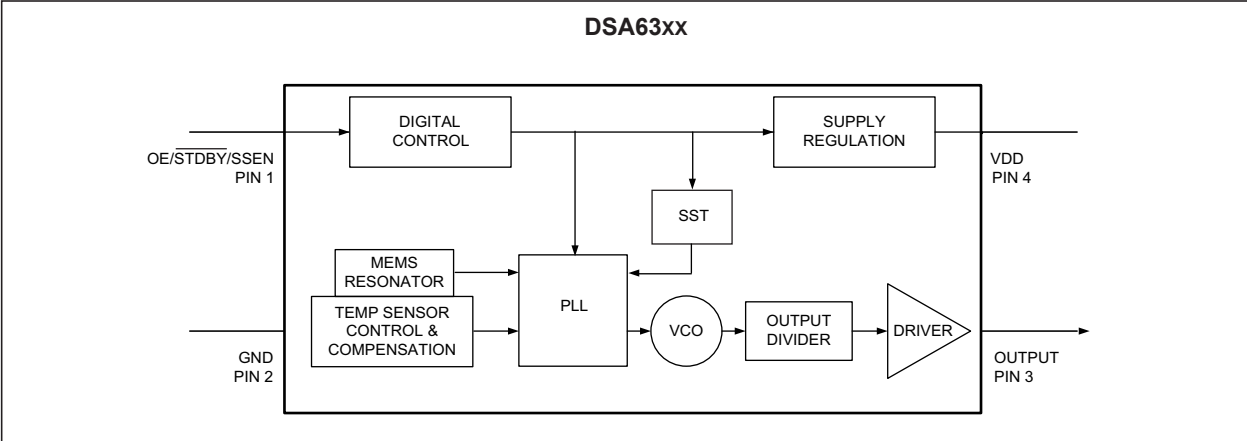 DSA63xx
DIGITAL
CONTROL
SUPPLY
REGULATION
OE/STDBY/SSEN
PIN 1
VDD
PIN 4
SST
MEMS
RESONATOR
TEMP SENSOR
CONTROL &
COMPENSATION
PLL
VCO
OUTPUT
DIVIDER
DRIVER
GND
PIN 2
OUTPUT
PIN 3